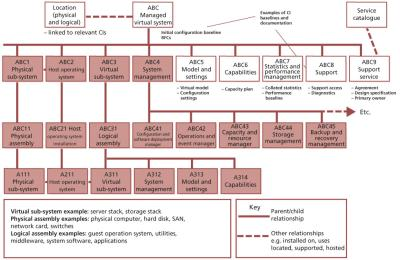 Location
(physical
and logical)
ABC
Managed
virtual
system
Examples of CI
baselines and
documentation
Service
catalogue
– linked to relevant CIs
Initial configuration baseline
RFCs
ABC1
Physical
sub-system
ABC2
Host
operating system
ABC3
Virtual
sub-system
ABC4
System
management
ABC5
Model and
settings
ABC6
Capabilities
ABC7
Statistics and
performance
management
ABC8
Support
ABC9
Support
service
– Virtual model
– Configuration
settings
– Capacity plan
– Collated statistics
– Performance
baseline
– Support access
– Diagnostics
– Agreement
– Design specification
– Primary owner
Etc.
ABC11
Physical
assembly
ABC21 Host
operating system
installation
ABC31
Logical
assembly
ABC41
Configuration and
software deployment
manager
ABC42
Operations and
event manager
ABC43
Capacity and
resource
manager
ABC44
Storage
management
ABC45
Backup and
recovery
management
A111
Physical
sub-system
A211
Host operating
system
A311
Virtual
sub-system
A312
System
management
A313
Model and
settings
A314
Capabilities
Virtual sub-system example: server stack, storage stack
Physical assembly examples: physical computer, hard disk, SAN,
network card, switches
Logical assembly examples: guest operation system, utilities,
middleware, system software, applications
Key
Parent/child
relationship
Other relationships
e.g. installed on, uses
located, supported, hosted